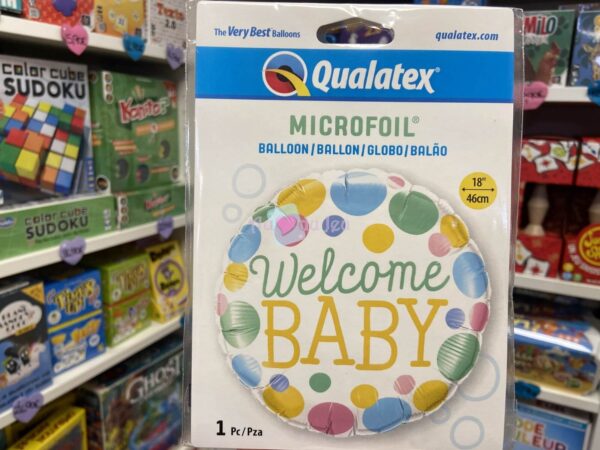 The Very Best Balloons
qualatex.com
Qualatex®
MICROFOIL®
BALLOON/BALLON/GLOBO/BALÃO
18"
46cm
Welcome
BABY
1 Pc/Pza
COLOR CUBE
SUDOKU
COLOR CUBE
SUDOKU
GHOST
MILO